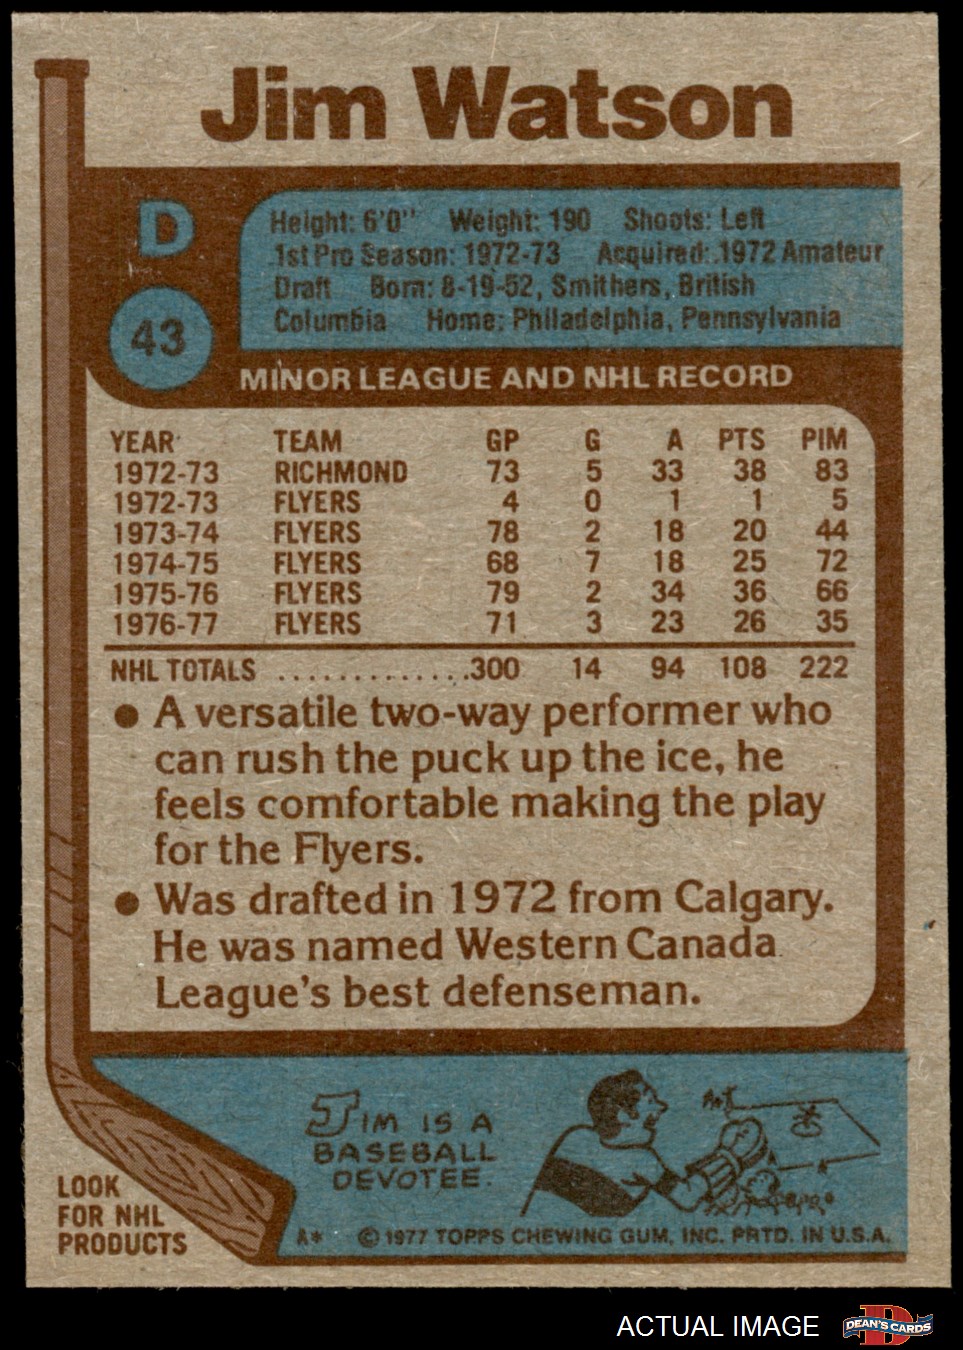 Jim Watson
D
43
Height: 6'0" Weight: 190 Shoots: Left
1st Pro Season: 1972-73 Acquired: 1972 Amateur
Draft Born: 8-19-52, Smithers, British
Columbia Home: Philadelphia, Pennsylvania
MINOR LEAGUE AND NHL RECORD
YEAR TEAM GP G A PTS PIM
1972-73 RICHMOND 73 5 33 38 83
1972-73 FLYERS 4 0 1 1 5
1973-74 FLYERS 78 2 18 20 44
1974-75 FLYERS 68 7 18 25 72
1975-76 FLYERS 79 2 34 36 66
1976-77 FLYERS 71 3 23 26 35
NHL TOTALS ..............300 14 94 108 222
● A versatile two-way performer who
can rush the puck up the ice, he
feels comfortable making the play
for the Flyers.
● Was drafted in 1972 from Calgary.
He was named Western Canada
League's best defenseman.
JIM IS A
BASEBALL
DEVOTEE.
LOOK
FOR NHL
PRODUCTS
A* © 1977 TOPPS CHEWING GUM, INC. PRTD. IN U.S.A.
ACTUAL IMAGE
D
DEAN'S CARDS